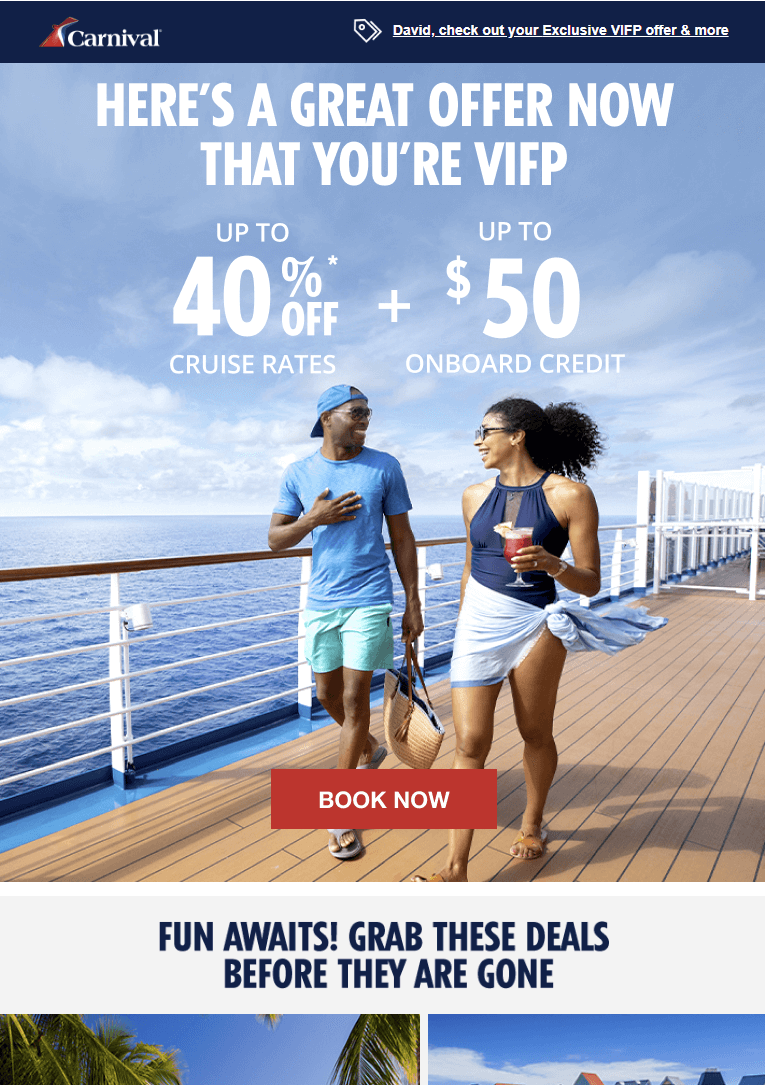 Carnival
David, check out your Exclusive VIFP offer & more
HERE'S A GREAT OFFER NOW
THAT YOU'RE VIFP
UP TO
40%* OFF
CRUISE RATES
+
UP TO
$50
ONBOARD CREDIT
BOOK NOW
FUN AWAITS! GRAB THESE DEALS
BEFORE THEY ARE GONE